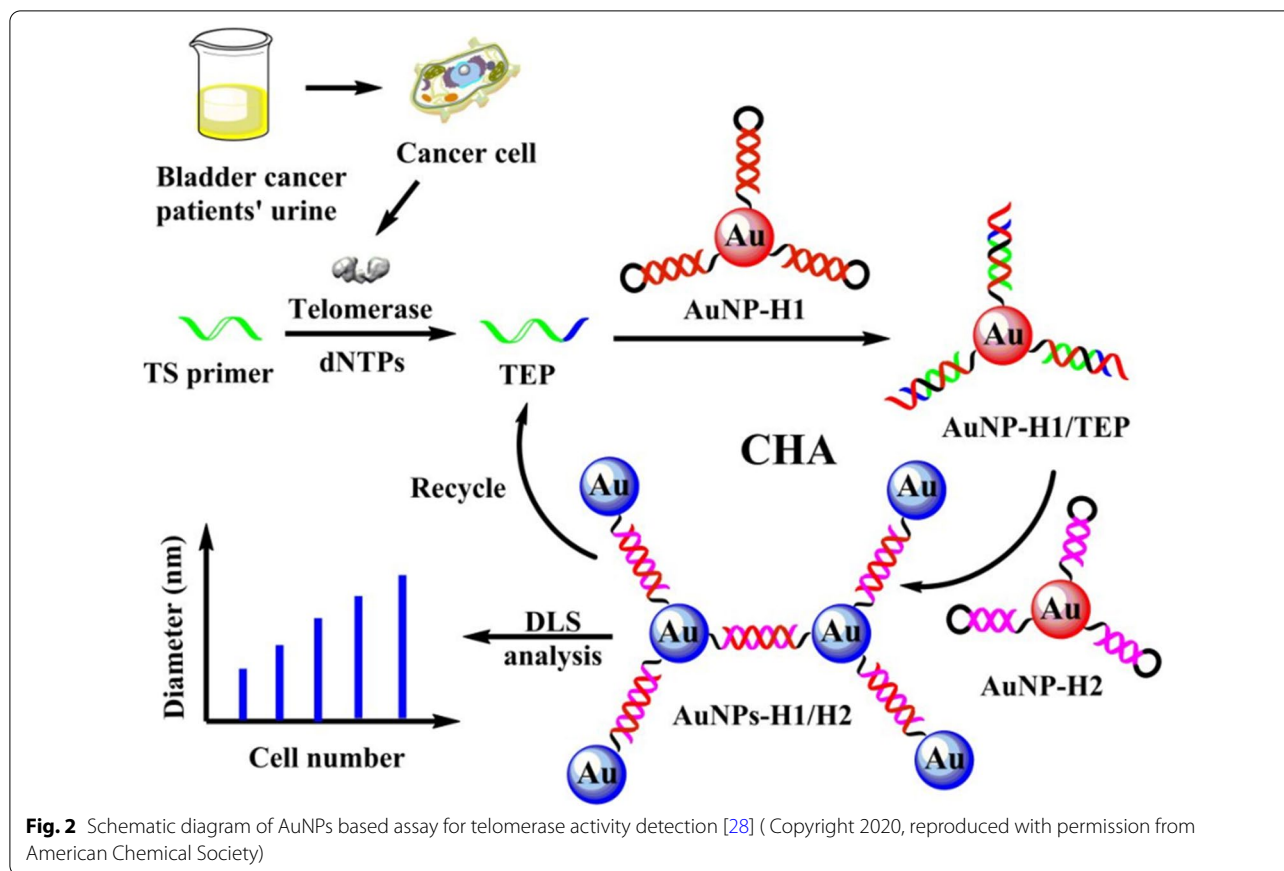 Bladder cancer
patients' urine
Cancer cell
Telomerase
dNTPs
TS primer
TEP
Au
AuNP-H1
Au
AuNP-H1/TEP
CHA
Recycle
Au
Au
Au
Au
Au
Au
AuNPs-H1/H2
Au
AuNP-H2
DLS
analysis
Diameter (nm)
Cell number
Fig. 2 Schematic diagram of AuNPs based assay for telomerase activity detection [28] ( Copyright 2020, reproduced with permission from
American Chemical Society)